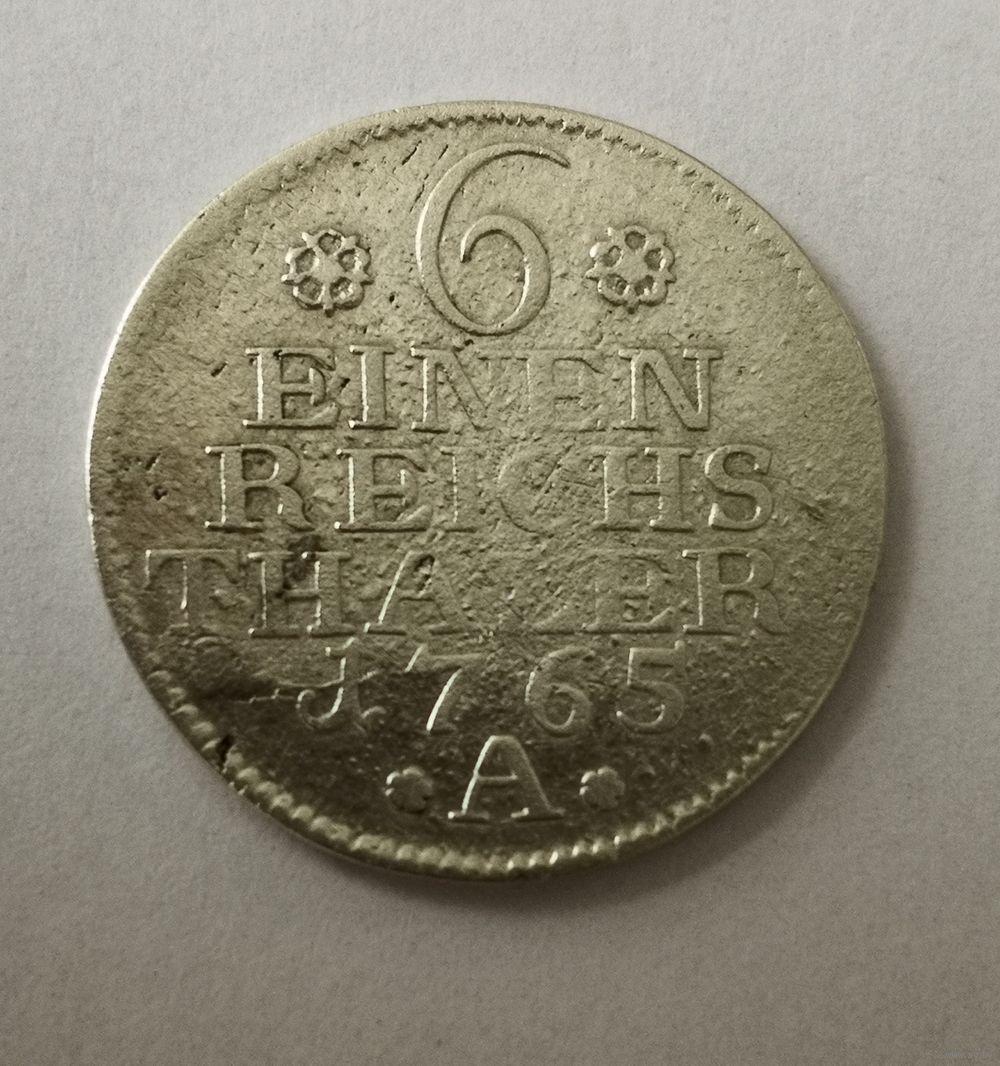 6
EINEN
REICHS
THALER
1765
A